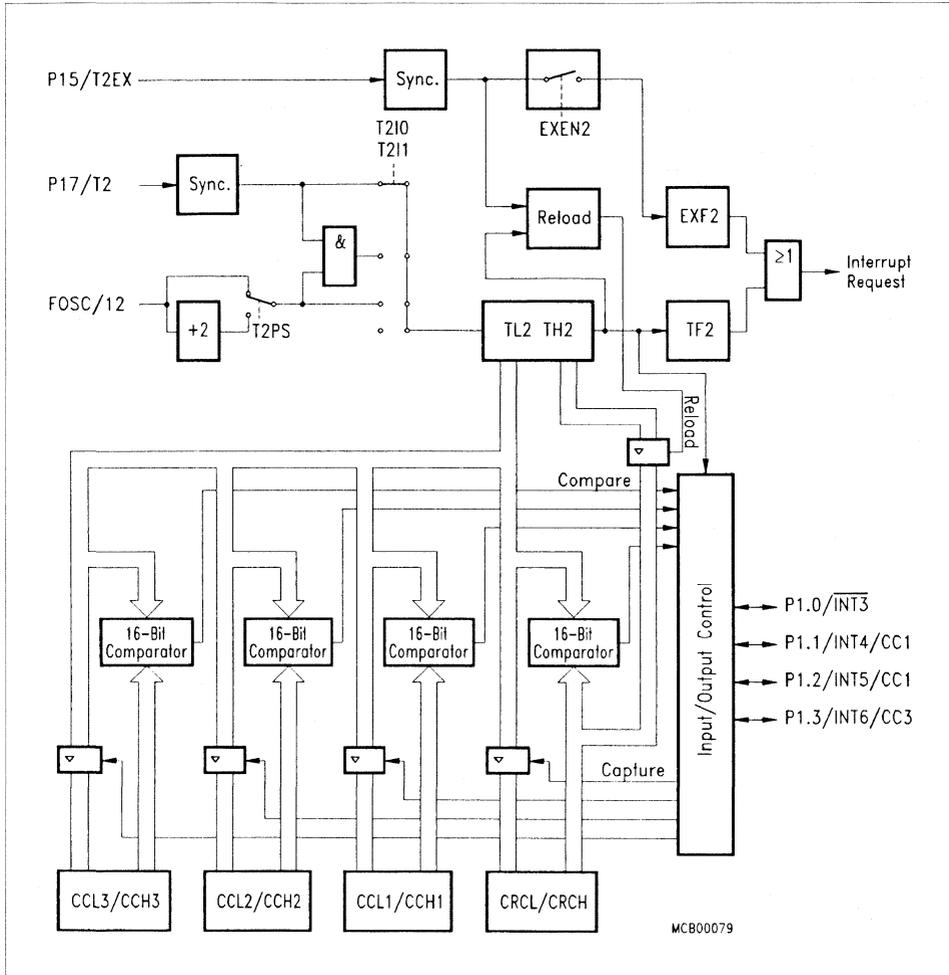 P15/T2EX
Sync.
EXEN2
T2I0
T2I1
P17/T2
Sync.
&
Reload
EXF2
≥1
Interrupt
Request
FOSC/12
+2
T2PS
TL2 TH2
TF2
Reload
Compare
16-Bit
Comparator
16-Bit
Comparator
16-Bit
Comparator
16-Bit
Comparator
Input/Output Control
P1.0/I̅N̅T̅3̅
P1.1/INT4/CC1
P1.2/INT5/CC1
P1.3/INT6/CC3
Capture
CCL3/CCH3
CCL2/CCH2
CCL1/CCH1
CRCL/CRCH
MCB00079